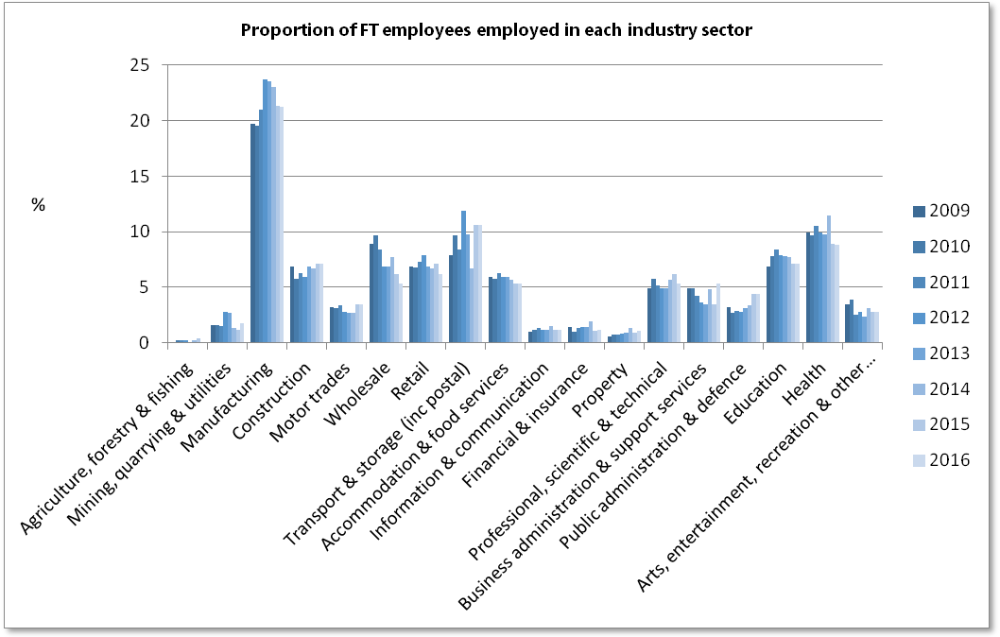 Proportion of FT employees employed in each industry sector
25
20
15
10
5
0
%
Agriculture, forestry & fishing
Mining, quarrying & utilities
Manufacturing
Construction
Motor trades
Wholesale
Retail
Transport & storage (inc postal)
Accommodation & food services
Information & communication
Financial & insurance
Property
Professional, scientific & technical
Business administration & support services
Public administration & defence
Education
Health
Arts, entertainment, recreation & other...
2009
2010
2011
2012
2013
2014
2015
2016